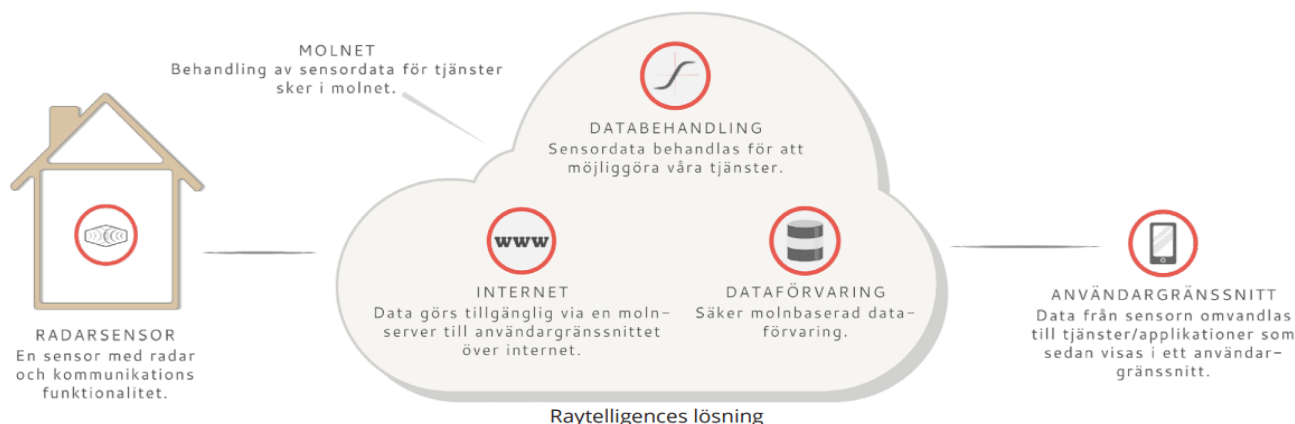 MOLNET
Behandling av sensordata för tjänster
sker i molnet.
DATABEHANDLING
Sensordata behandlas för att
möjliggöra våra tjänster.
RADARSENSOR
En sensor med radar
och kommunikations
funktionalitet.
www
INTERNET
Data görs tillgänglig via en moln-
server till användargränssnittet
över internet.
DATAFÖRVARING
Säker molnbaserad data-
förvaring.
ANVÄNDARGRÄNSSNITT
Data från sensorn omvandlas
till tjänster/applikationer som
sedan visas i ett användar-
gränssnitt.
Raytelligences lösning